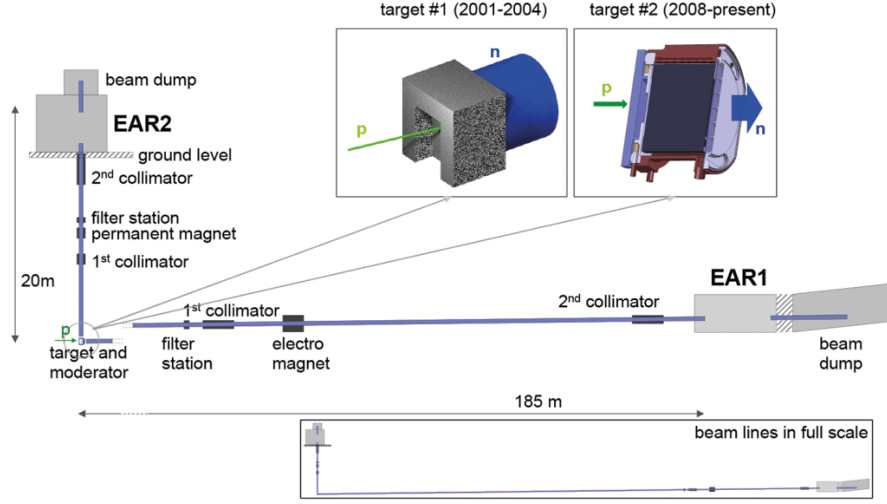 target #1 (2001-2004)
target #2 (2008-present)
n
p
p
n
beam dump
EAR2
ground level
2nd collimator
filter station
permanent magnet
1st collimator
20m
p
target and
moderator
1st collimator
filter
station
electro
magnet
2nd collimator
EAR1
beam
dump
185 m
beam lines in full scale